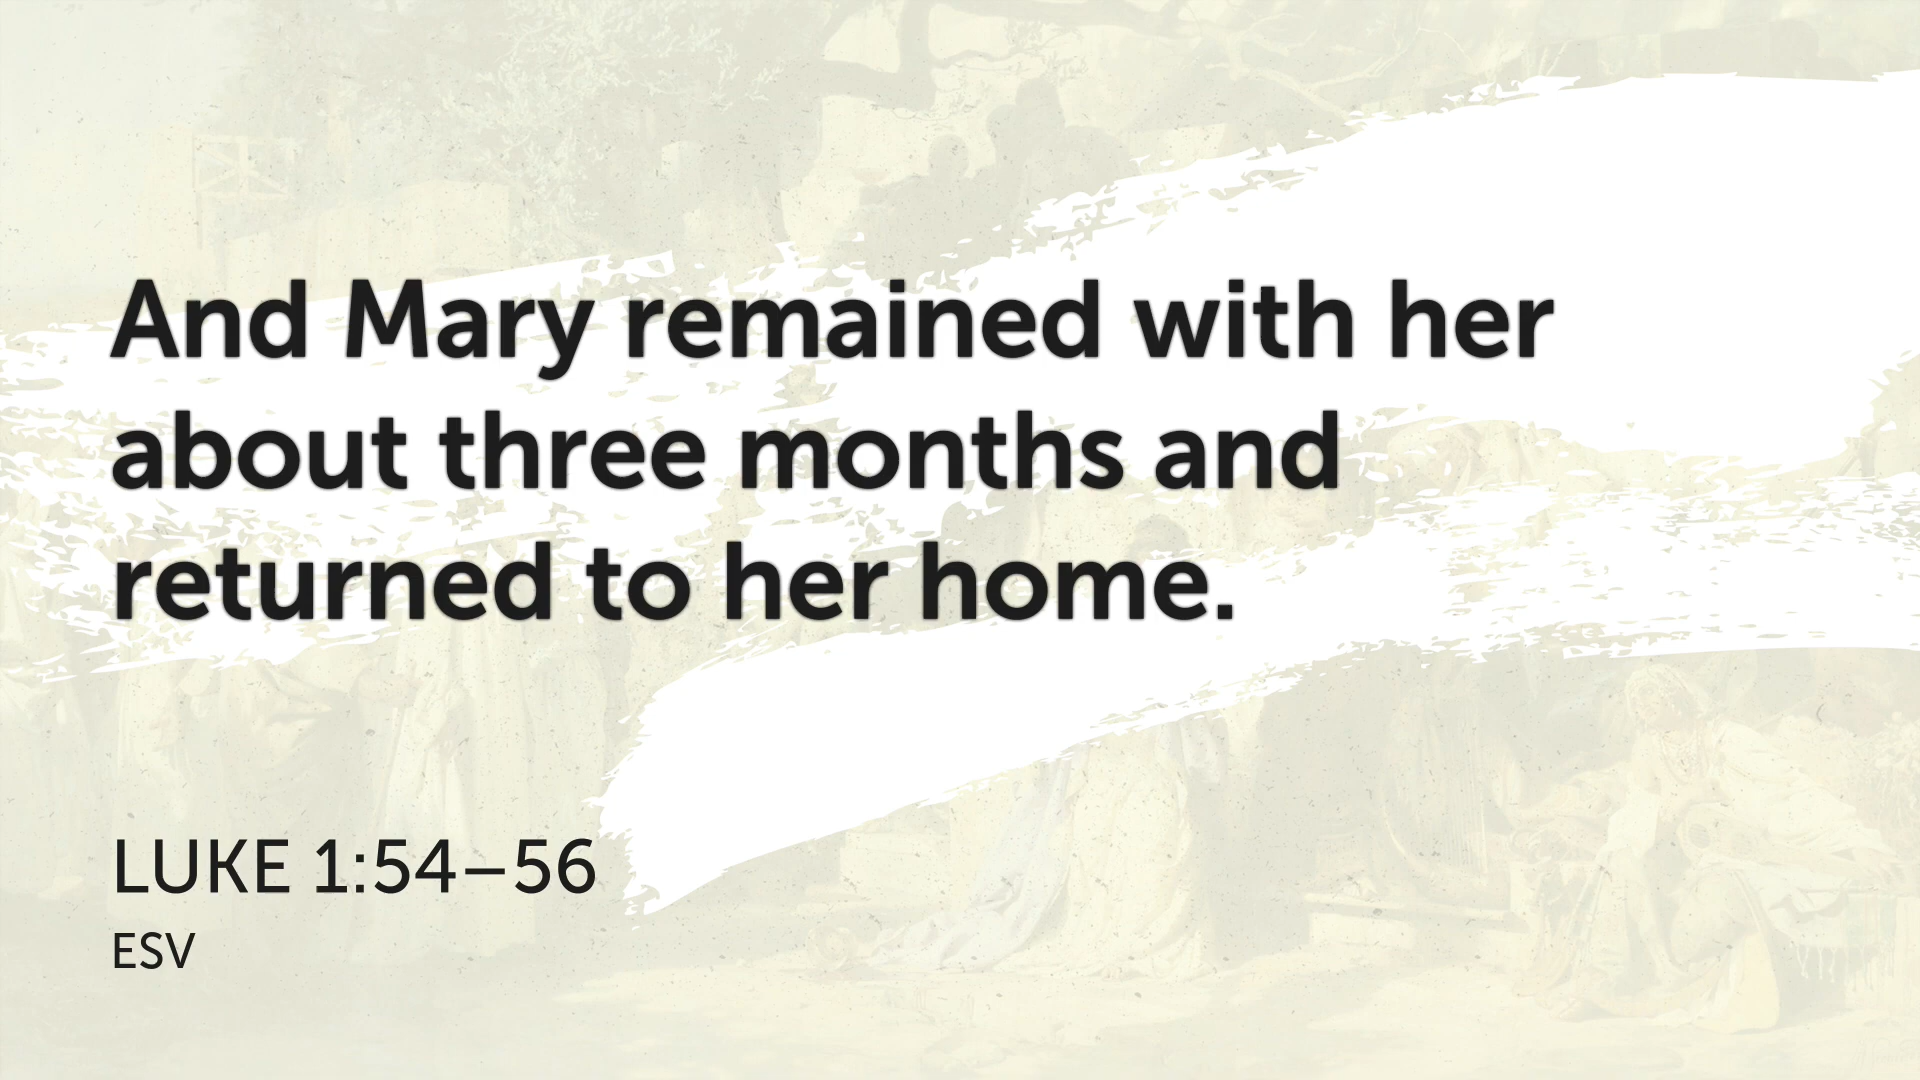 And Mary remained with her
about three months and
returned to her home.
LUKE 1:54–56
ESV